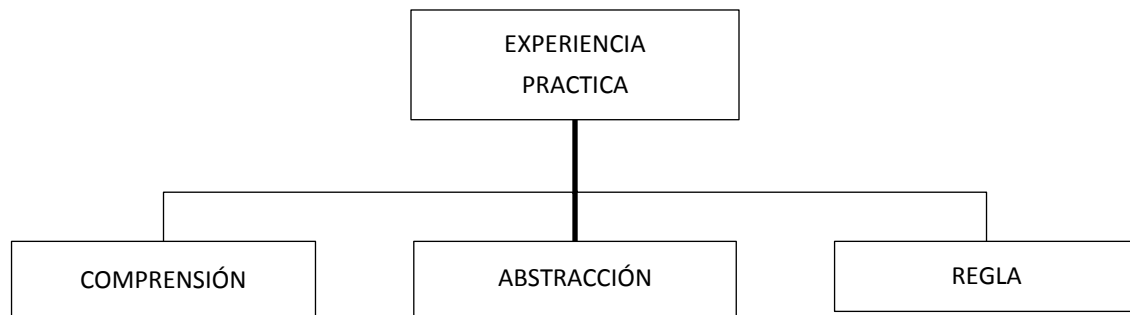 EXPERIENCIA
PRACTICA
COMPRENSIÓN
ABSTRACCIÓN
REGLA